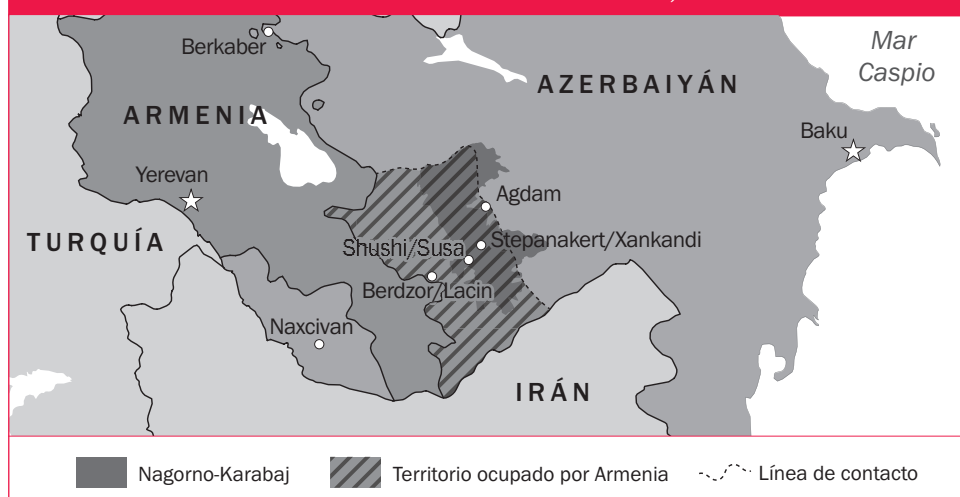 Berkaber
Mar
Caspio
AZERBAIYÁN
ARMENIA
Baku
Yerevan
Agdam
TURQUÍA
Stepanakert/Xankandi
Shushi/Susa
Berdzor/Lacin
Naxcivan
IRÁN
Nagorno-Karabaj
Territorio ocupado por Armenia
Línea de contacto